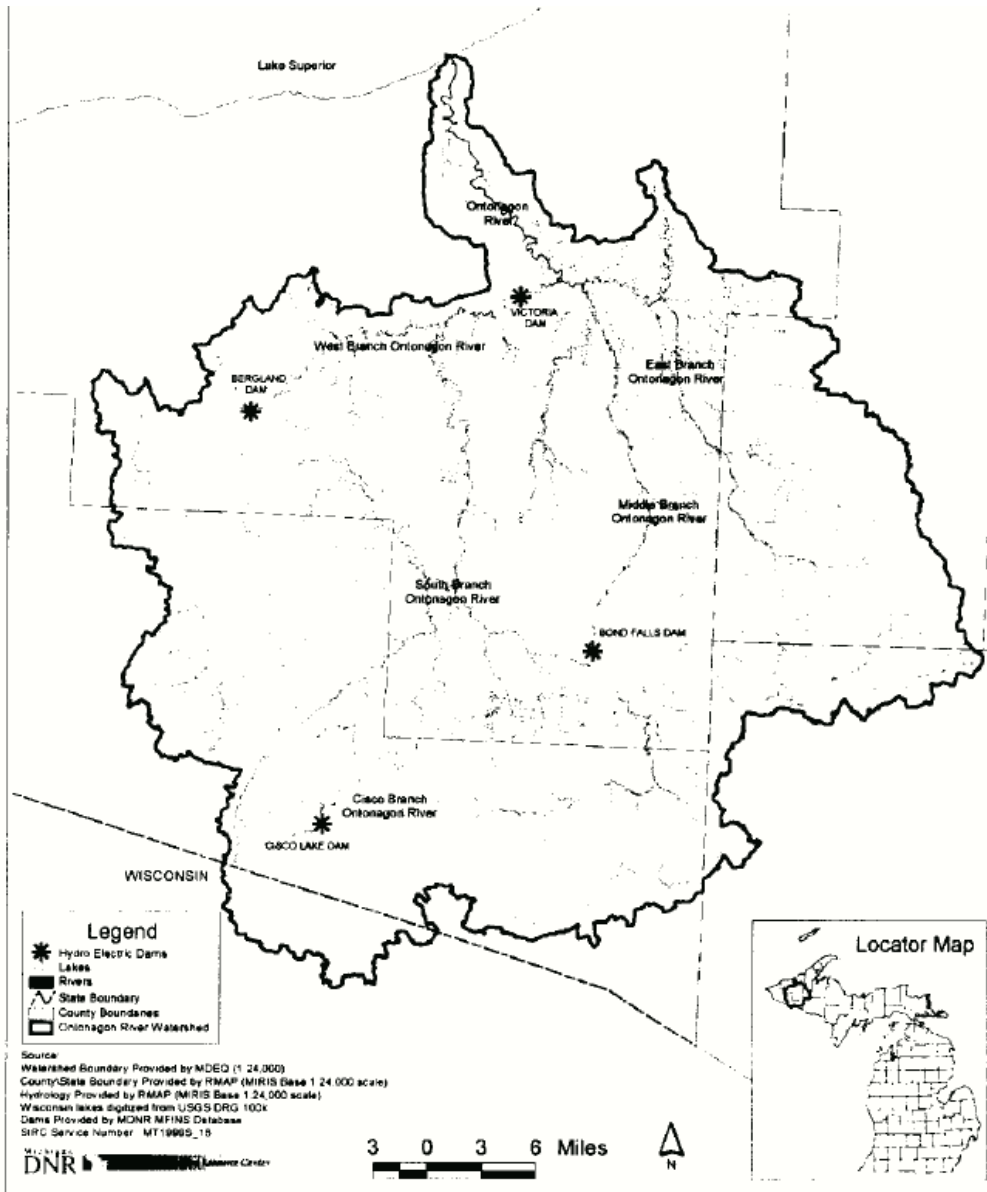 Lake Superior
Ontonagon
River
VICTORIA
DAM
West Branch Ontonagon River
East Branch
Ontonagon River
BERGLAND
DAM
Middle Branch
Ontonagon River
South Branch
Ontonagon River
BOND FALLS DAM
Cisco Branch
Ontonagon River
CISCO LAKE DAM
WISCONSIN
Legend
Hydro Electric Dams
Lakes
Rivers
State Boundary
County Boundaries
Ontonagon River Watershed
Locator Map
Source
Watershed Boundary Provided by MDEQ (1 24,000)
County\State Boundary Provided by RMAP (MIRIS Base 1 24,000 scale)
Hydrology Provided by RMAP (MIRIS Base 1.24,000 scale)
Wisconsin lakes digitized from USGS DRG 100k
Dams Provided by MDNR MFINS Database
SIRC Service Number MT1998S_16
DNR
3 0 3 6 Miles
N